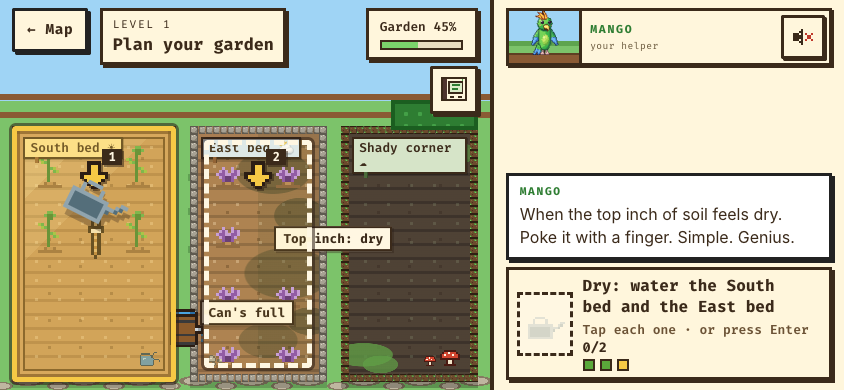 ← Map
LEVEL 1
Plan your garden
Garden 45%
South bed ☀
1
East bed
2
Shady corner
☁
Top inch: dry
Can's full
MANGO
your helper
MANGO
When the top inch of soil feels dry.
Poke it with a finger. Simple. Genius.
Dry: water the South
bed and the East bed
Tap each one · or press Enter
0/2